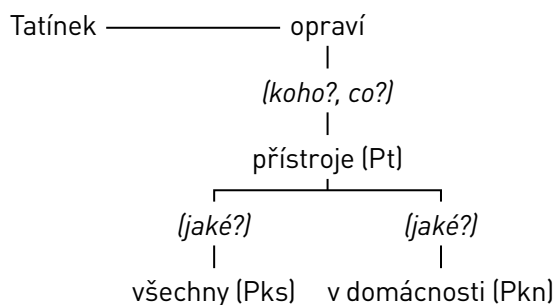 Tatínek opraví
(koho?, co?)
přístroje (Pt)
(jaké?) (jaké?)
všechny (Pks) v domácnosti (Pkn)